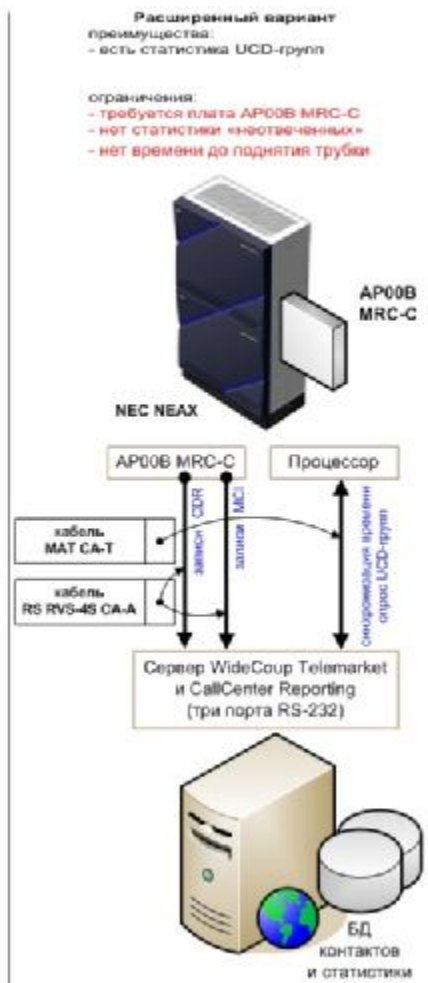 Расширенный вариант
преимущества:
- есть статистика UCD-групп
ограничения:
- требуется плата AP00B MRC-C
- нет статистики «неотвеченных»
- нет времени до поднятия трубки
AP00B
MRC-C
NEC NEAX
AP00B MRC-C
Процессор
кабель
MAT CA-T
кабель
RS RVS-4S CA-A
записи CDR
записи MCI
синхронизация времени
опрос UCD-групп
Сервер WideCoup Telemarket
и CallCenter Reporting
(три порта RS-232)
БД
контактов
и статистики